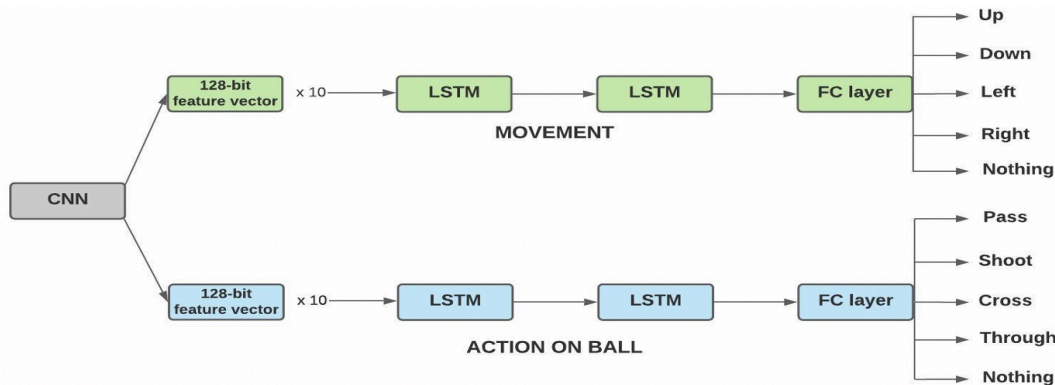 Up
128-bit
feature vector
x 10
LSTM
LSTM
FC layer
Down
Left
Right
Nothing
MOVEMENT
CNN
128-bit
feature vector
x 10
LSTM
LSTM
FC layer
Pass
Shoot
Cross
Through
Nothing
ACTION ON BALL